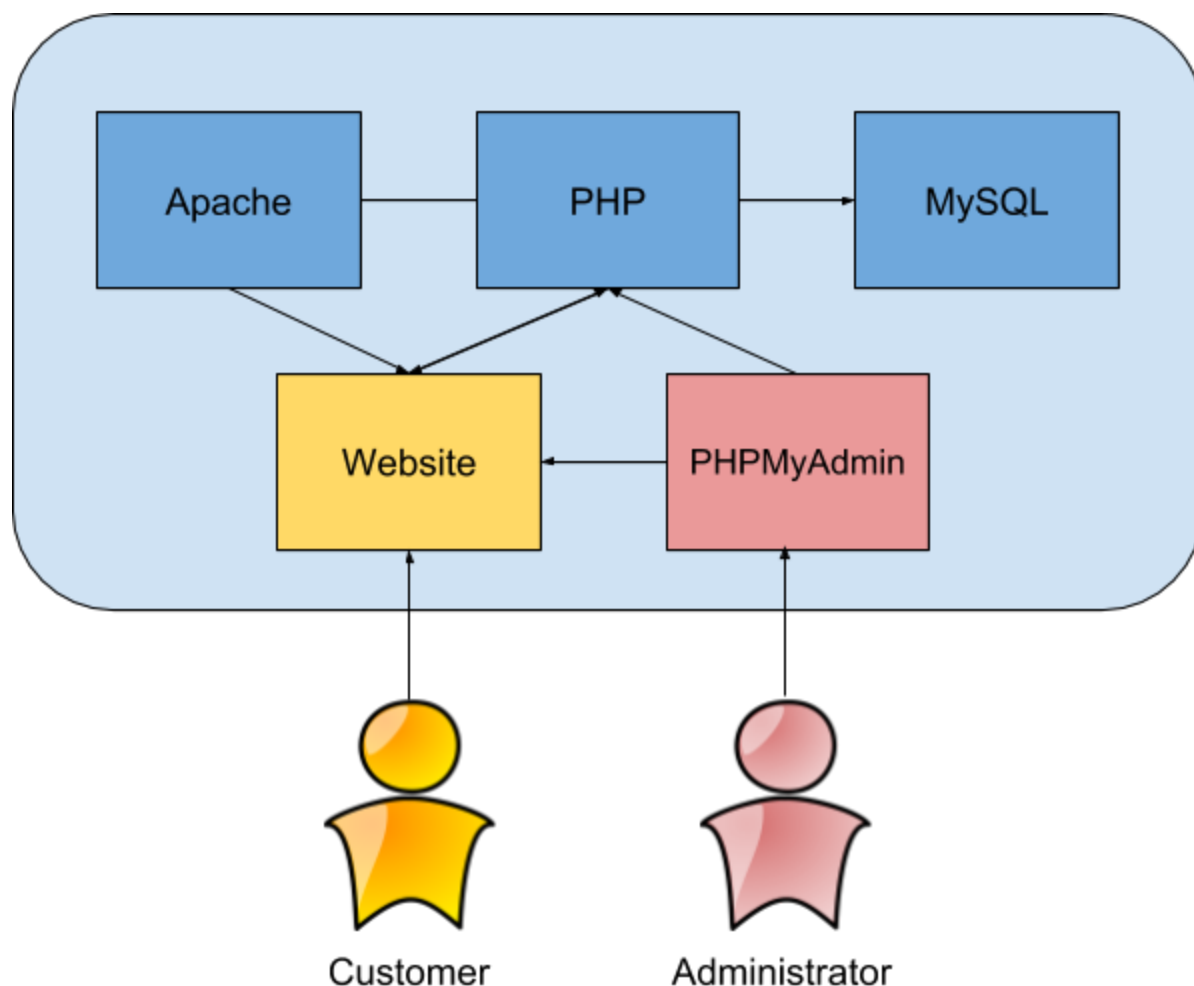 Apache
PHP
MySQL
Website
PHPMyAdmin
Customer
Administrator